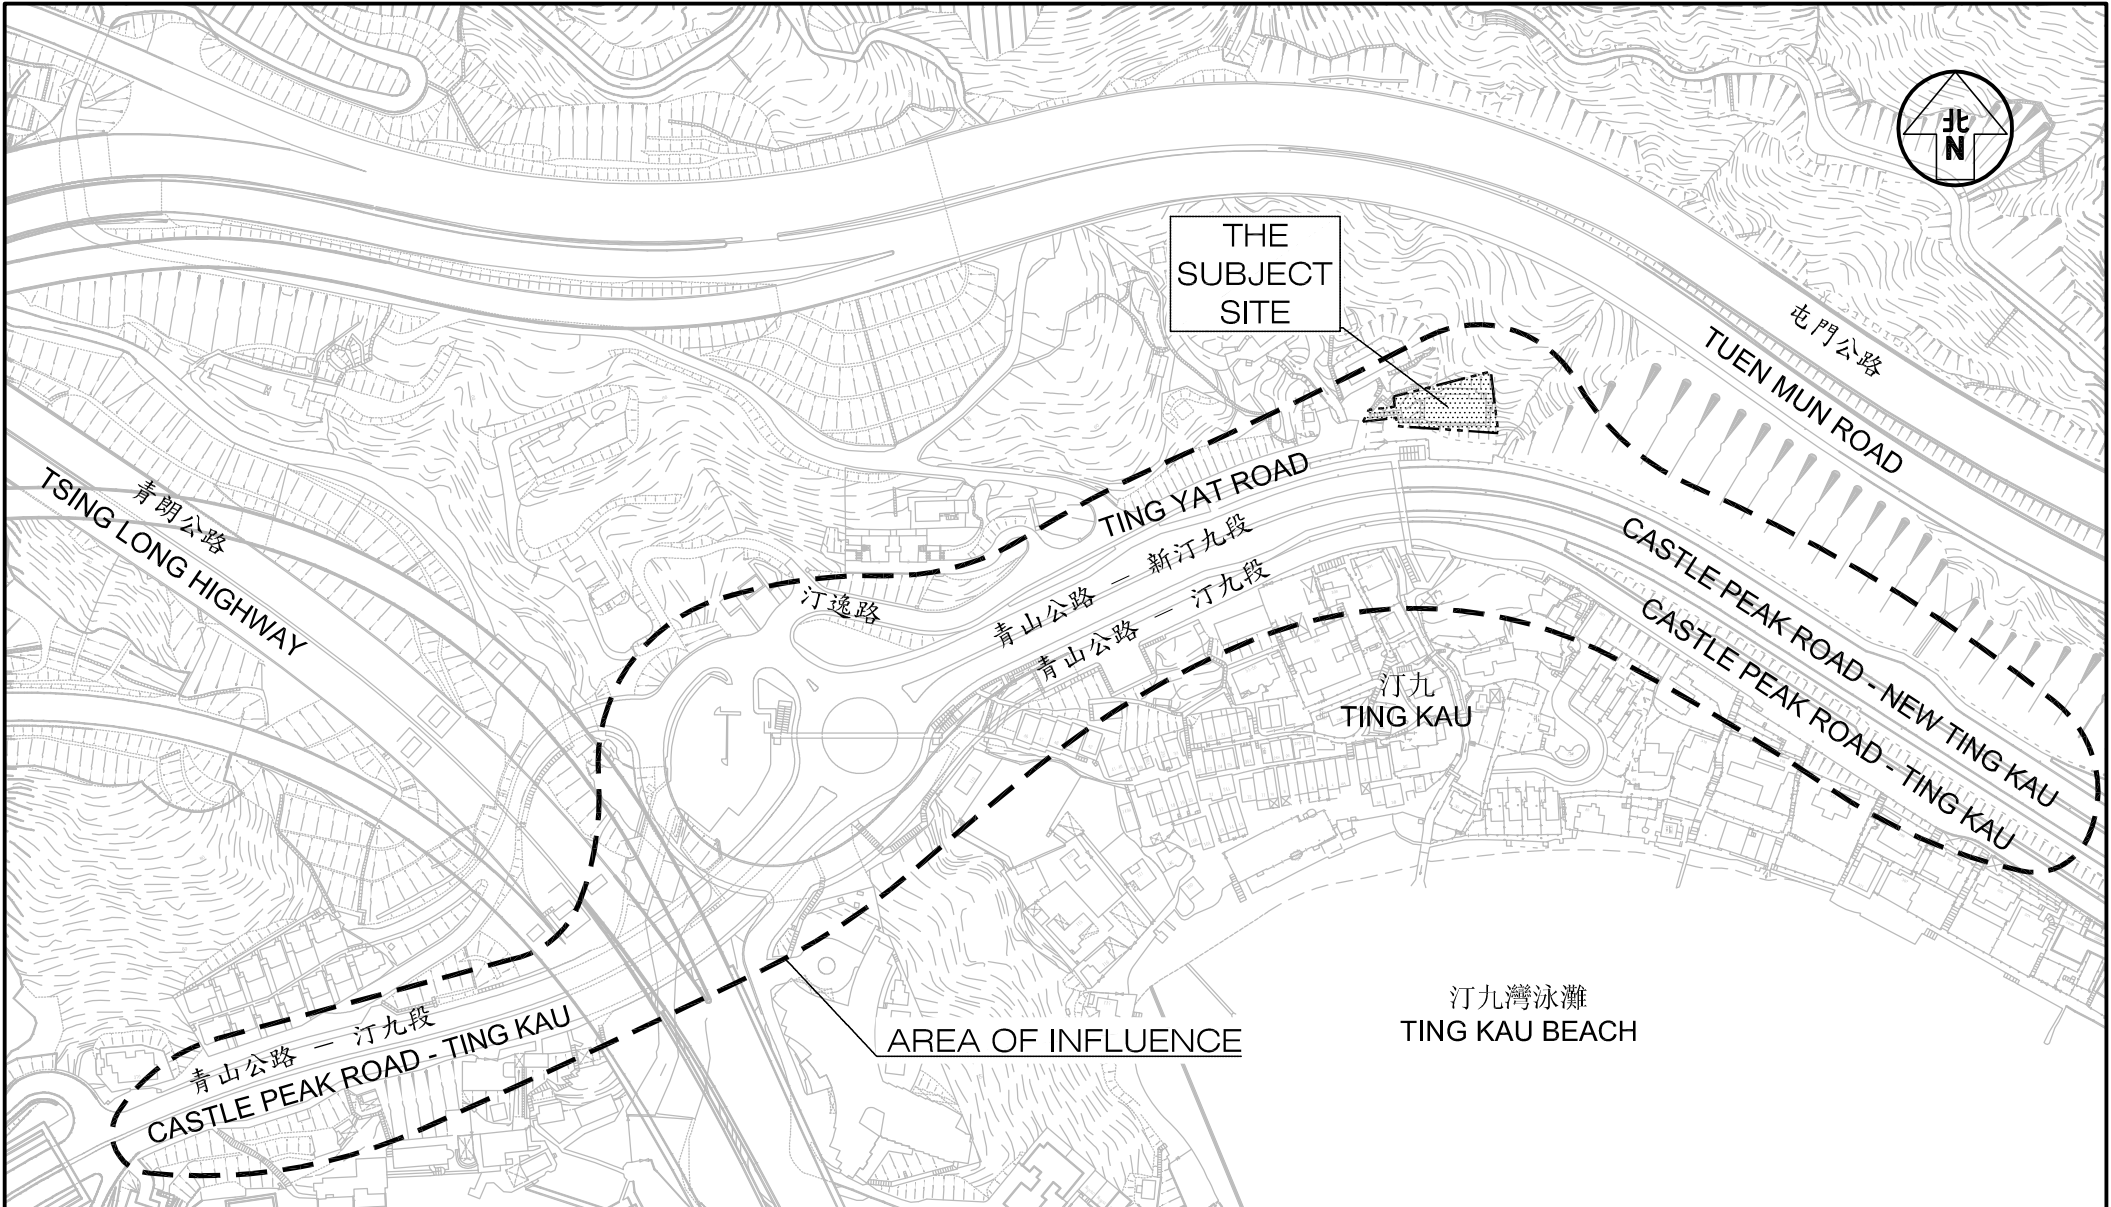 北
N
THE
SUBJECT
SITE
屯門公路
TUEN MUN ROAD
青朗公路
TSING LONG HIGHWAY
TING YAT ROAD
汀逸路
青山公路 － 新汀九段
青山公路 － 汀九段
CASTLE PEAK ROAD - NEW TING KAU
CASTLE PEAK ROAD - TING KAU
汀九
TING KAU
汀九灣泳灘
TING KAU BEACH
AREA OF INFLUENCE
青山公路 － 汀九段
CASTLE PEAK ROAD - TING KAU